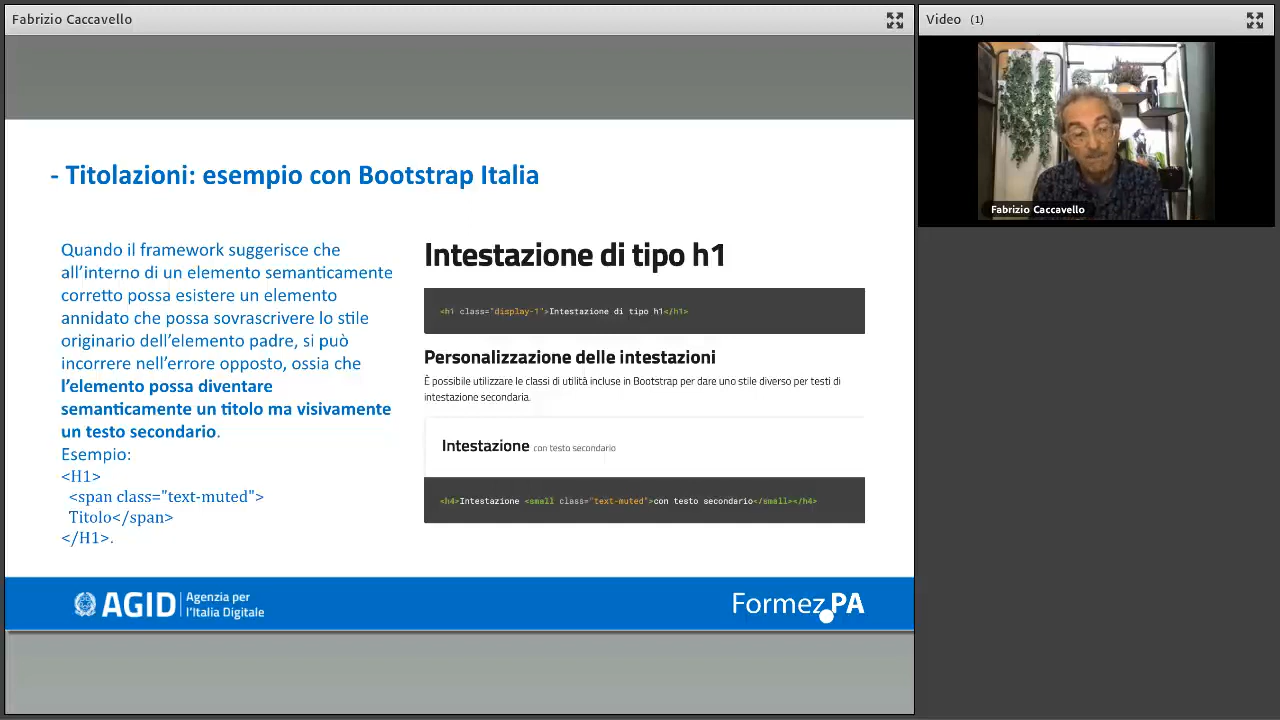 Fabrizio Caccavello
Video (1)
Fabrizio Caccavello
- Titolazioni: esempio con Bootstrap Italia
Quando il framework suggerisce che
all'interno di un elemento semanticamente
corretto possa esistere un elemento
annidato che possa sovrascrivere lo stile
originario dell'elemento padre, si può
incorrere nell'errore opposto, ossia che
l'elemento possa diventare
semanticamente un titolo ma visivamente
un testo secondario.
Esempio:
<H1>
<span class="text-muted">
Titolo</span>
</H1>.
Intestazione di tipo h1
<h1 class="display-1">Intestazione di tipo h1</h1>
Personalizzazione delle intestazioni
È possibile utilizzare le classi di utilità incluse in Bootstrap per dare uno stile diverso per testi di
intestazione secondaria.
Intestazione con testo secondario
<h4>Intestazione <small class="text-muted">con testo secondario</small></h4>
AGID
Agenzia per
l'Italia Digitale
Formez.PA